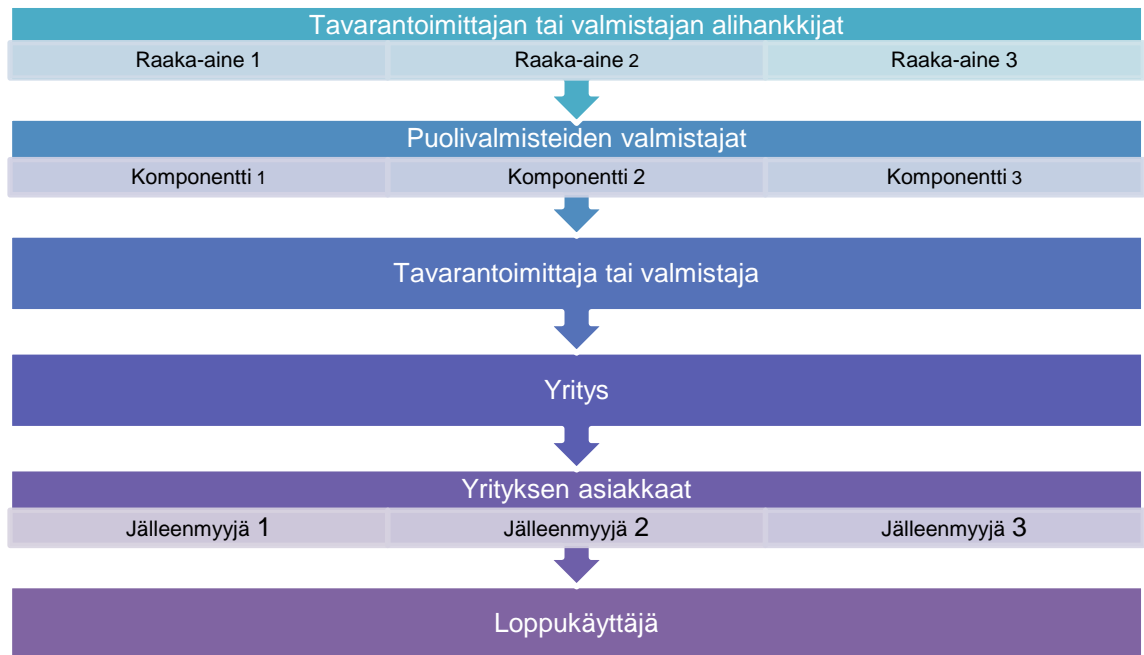 Tavarantoimittajan tai valmistajan alihankkijat
Raaka-aine 1 Raaka-aine 2 Raaka-aine 3
Puolivalmisteiden valmistajat
Komponentti 1 Komponentti 2 Komponentti 3
Tavarantoimittaja tai valmistaja
Yritys
Yrityksen asiakkaat
Jälleenmyyjä 1 Jälleenmyyjä 2 Jälleenmyyjä 3
Loppukäyttäjä